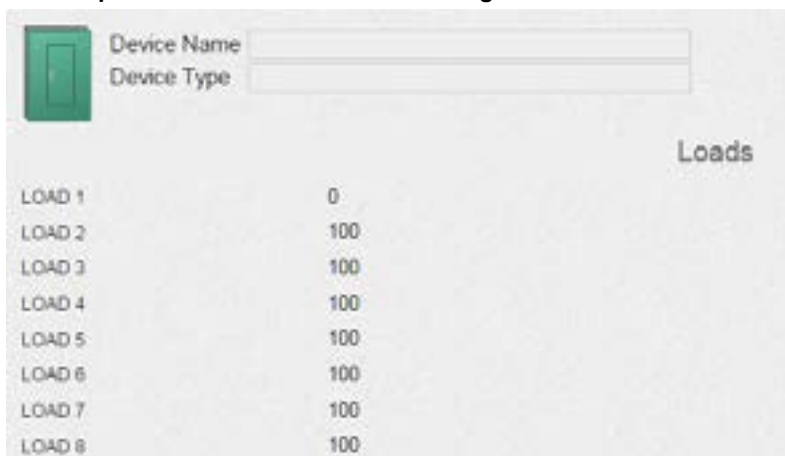 Device Name
Device Type
Loads
LOAD 1 0
LOAD 2 100
LOAD 3 100
LOAD 4 100
LOAD 5 100
LOAD 6 100
LOAD 7 100
LOAD 8 100